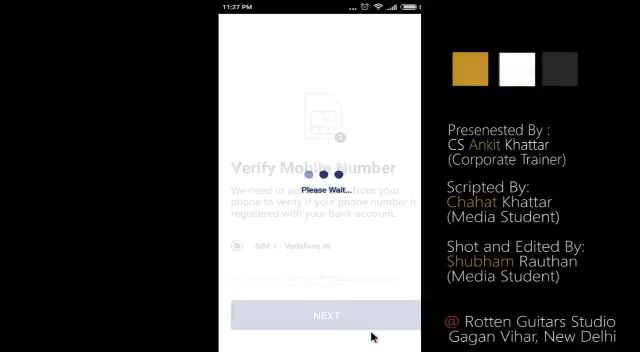 11:27 PM
Verify Mobile Number
Please Wait...
We need to send from your
phone to verify if your phone number is
registered with your bank account.
SIM 1 - Vodafone IN
NEXT
Presenested By :
CS Ankit Khattar
(Corporate Trainer)
Scripted By:
Chahat Khattar
(Media Student)
Shot and Edited By:
Shubham Rauthan
(Media Student)
@ Rotten Guitars Studio
Gagan Vihar, New Delhi